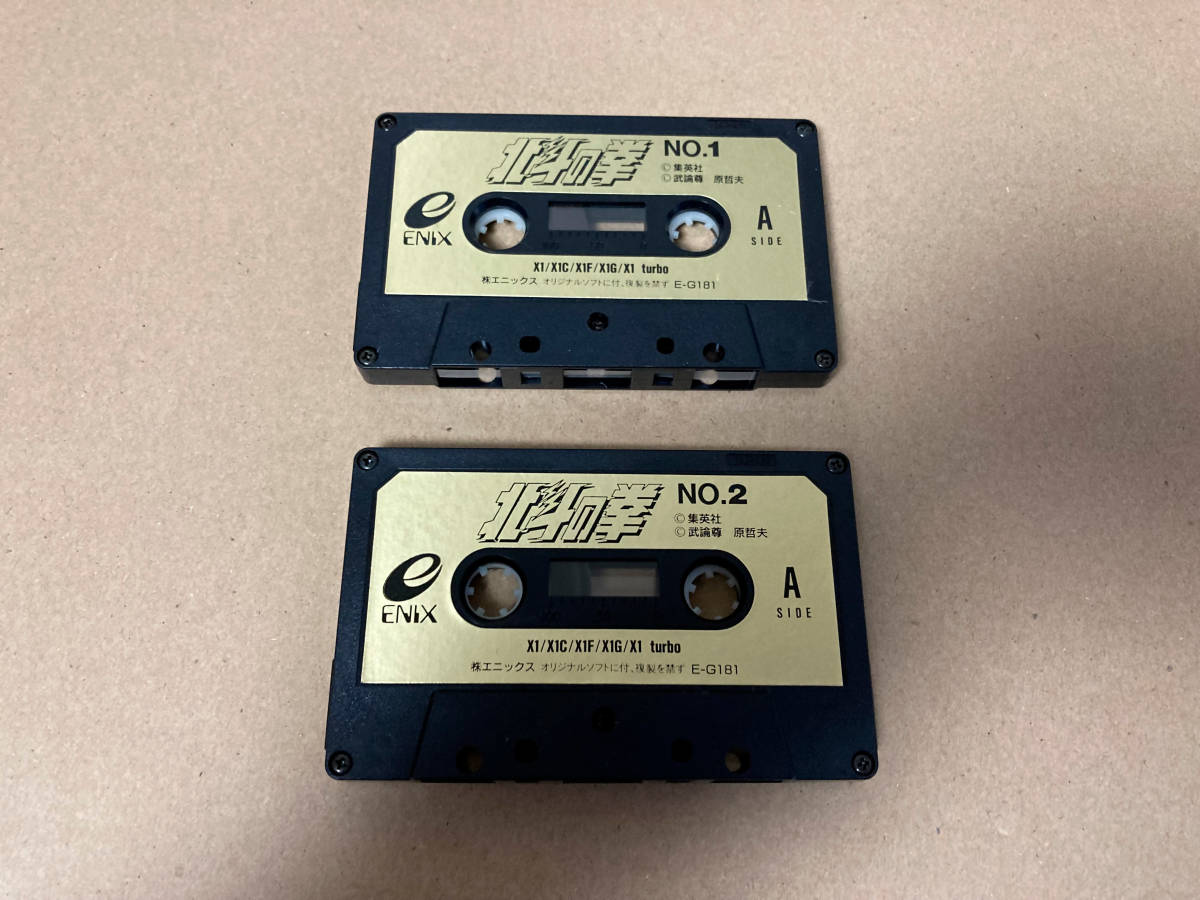 北斗の拳 NO.1
©集英社
©武論尊 原哲夫
ENIX
A
SIDE
X1/X1C/X1F/X1G/X1 turbo
株エニックス オリジナルソフトに付、複製を禁ず E-G181
北斗の拳 NO.2
©集英社
©武論尊 原哲夫
ENIX
A
SIDE
X1/X1C/X1F/X1G/X1 turbo
株エニックス オリジナルソフトに付、複製を禁ず E-G181